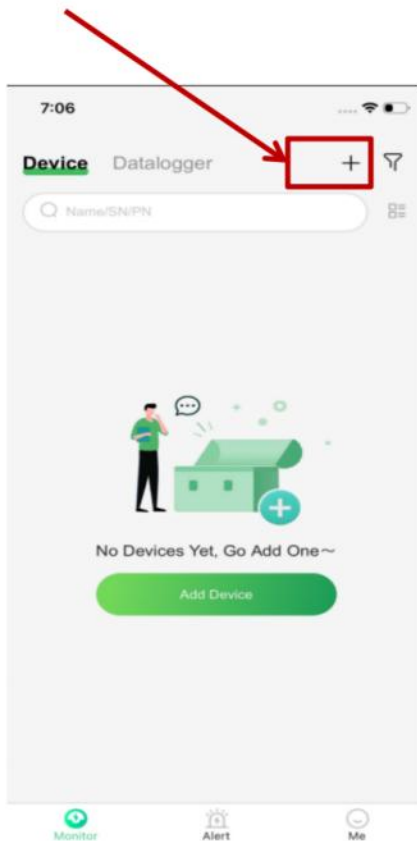 7:06
Device Datalogger +
Name/SN/PN
No Devices Yet, Go Add One~
Add Device
Monitor Alert Me